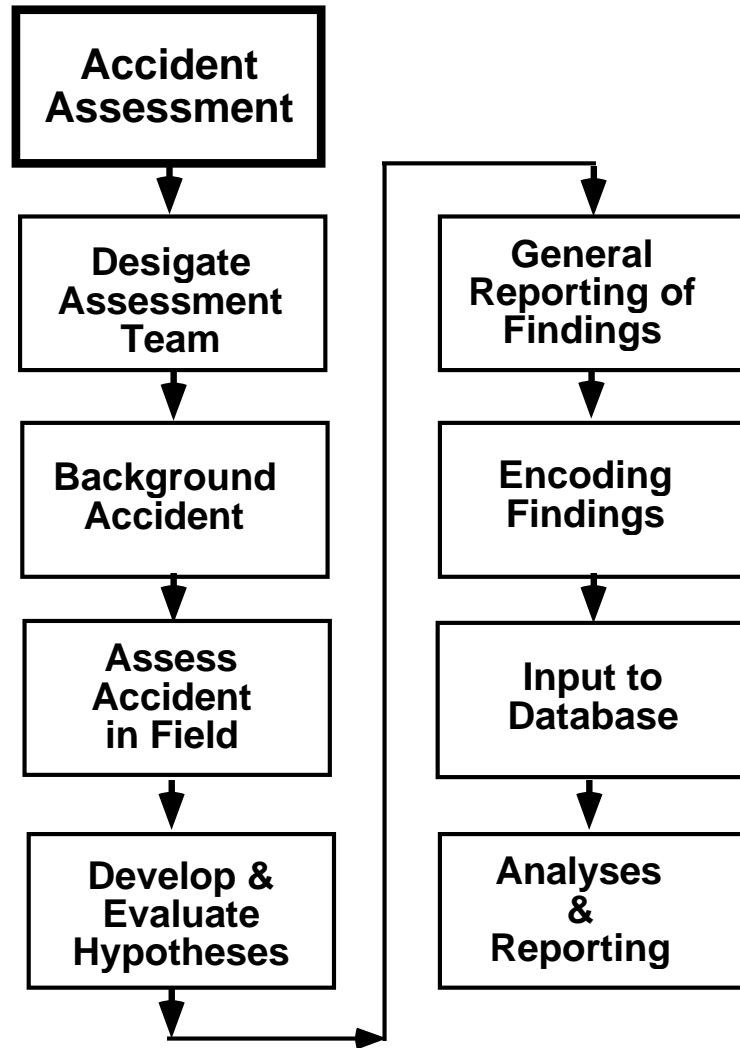 Accident
Assessment
Desigate
Assessment
Team
Background
Accident
Assess
Accident
in Field
Develop &
Evaluate
Hypotheses
General
Reporting of
Findings
Encoding
Findings
Input to
Database
Analyses
&
Reporting